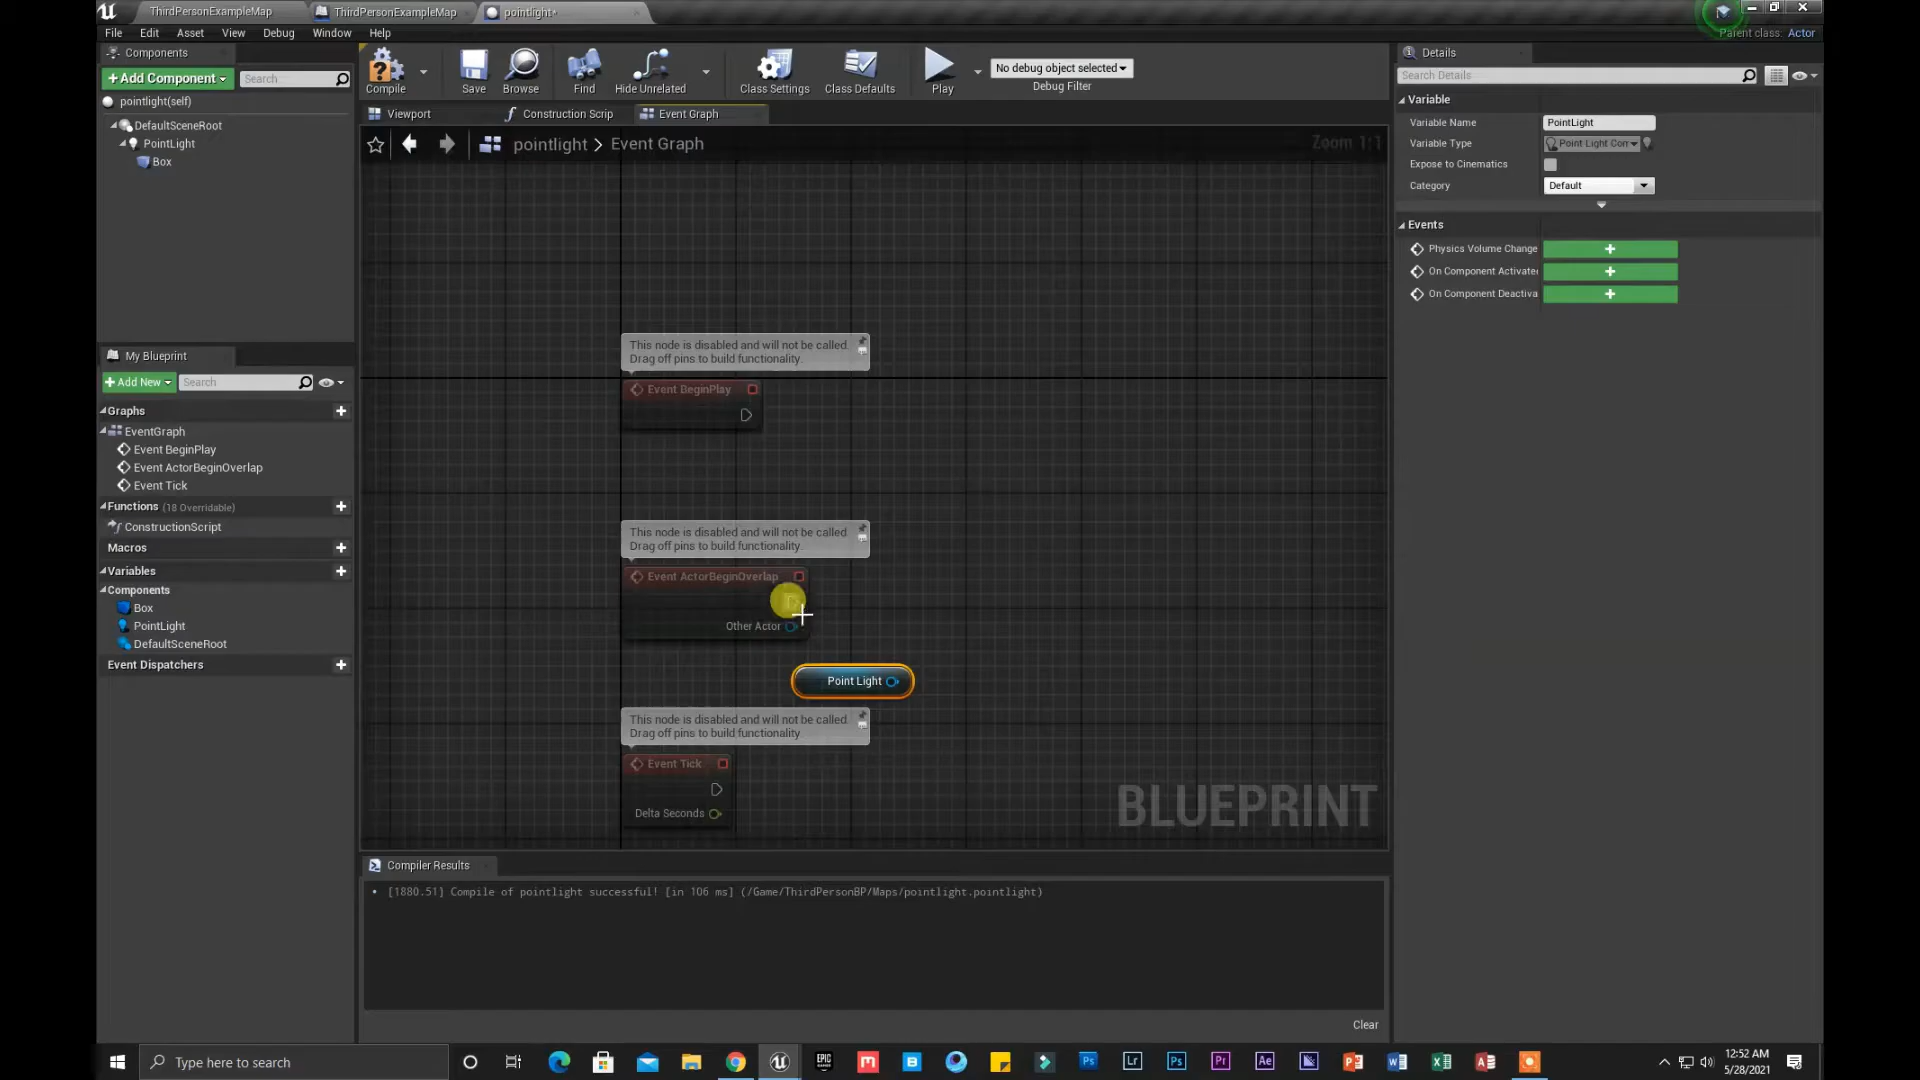 ThirdPersonExampleMap
ThirdPersonExampleMap
pointlight*
File Edit Asset View Debug Window Help
Parent class: Actor
Components
+Add Component
Search
pointlight(self)
DefaultSceneRoot
PointLight
Box
Compile
Save
Browse
Find
Hide Unrelated
Class Settings
Class Defaults
Play
No debug object selected
Debug Filter
Viewport
Construction Scrip
Event Graph
pointlight > Event Graph
Zoom 1:1
This node is disabled and will not be called.
Drag off pins to build functionality.
Event BeginPlay
This node is disabled and will not be called.
Drag off pins to build functionality.
Event ActorBeginOverlap
Other Actor
Point Light
This node is disabled and will not be called.
Drag off pins to build functionality.
Event Tick
Delta Seconds
BLUEPRINT
My Blueprint
+Add New
Search
Graphs
EventGraph
Event BeginPlay
Event ActorBeginOverlap
Event Tick
Functions (18 Overridable)
ConstructionScript
Macros
Variables
Components
Box
PointLight
DefaultSceneRoot
Event Dispatchers
Compiler Results
[1880.51] Compile of pointlight successful! [in 106 ms] (/Game/ThirdPersonBP/Maps/pointlight.pointlight)
Clear
Details
Search Details
Variable
Variable Name PointLight
Variable Type Point Light Com
Expose to Cinematics
Category Default
Events
Physics Volume Change
On Component Activate
On Component Deactiva
Type here to search
12:52 AM
5/28/2021